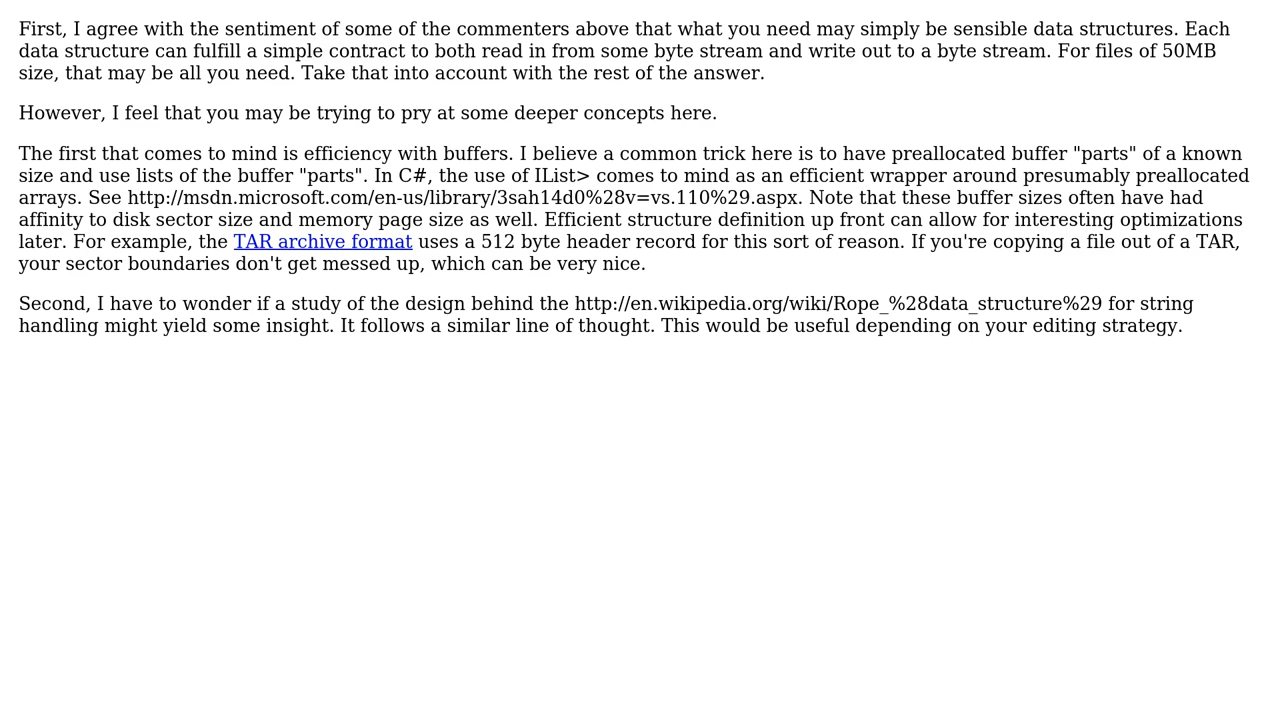 First, I agree with the sentiment of some of the commenters above that what you need may simply be sensible data structures. Each
data structure can fulfill a simple contract to both read in from some byte stream and write out to a byte stream. For files of 50MB
size, that may be all you need. Take that into account with the rest of the answer.
However, I feel that you may be trying to pry at some deeper concepts here.
The first that comes to mind is efficiency with buffers. I believe a common trick here is to have preallocated buffer "parts" of a known
size and use lists of the buffer "parts". In C#, the use of IList> comes to mind as an efficient wrapper around presumably preallocated
arrays. See http://msdn.microsoft.com/en-us/library/3sah14d0%28v=vs.110%29.aspx. Note that these buffer sizes often have had
affinity to disk sector size and memory page size as well. Efficient structure definition up front can allow for interesting optimizations
later. For example, the TAR archive format uses a 512 byte header record for this sort of reason. If you're copying a file out of a TAR,
your sector boundaries don't get messed up, which can be very nice.
Second, I have to wonder if a study of the design behind the http://en.wikipedia.org/wiki/Rope_%28data_structure%29 for string
handling might yield some insight. It follows a similar line of thought. This would be useful depending on your editing strategy.